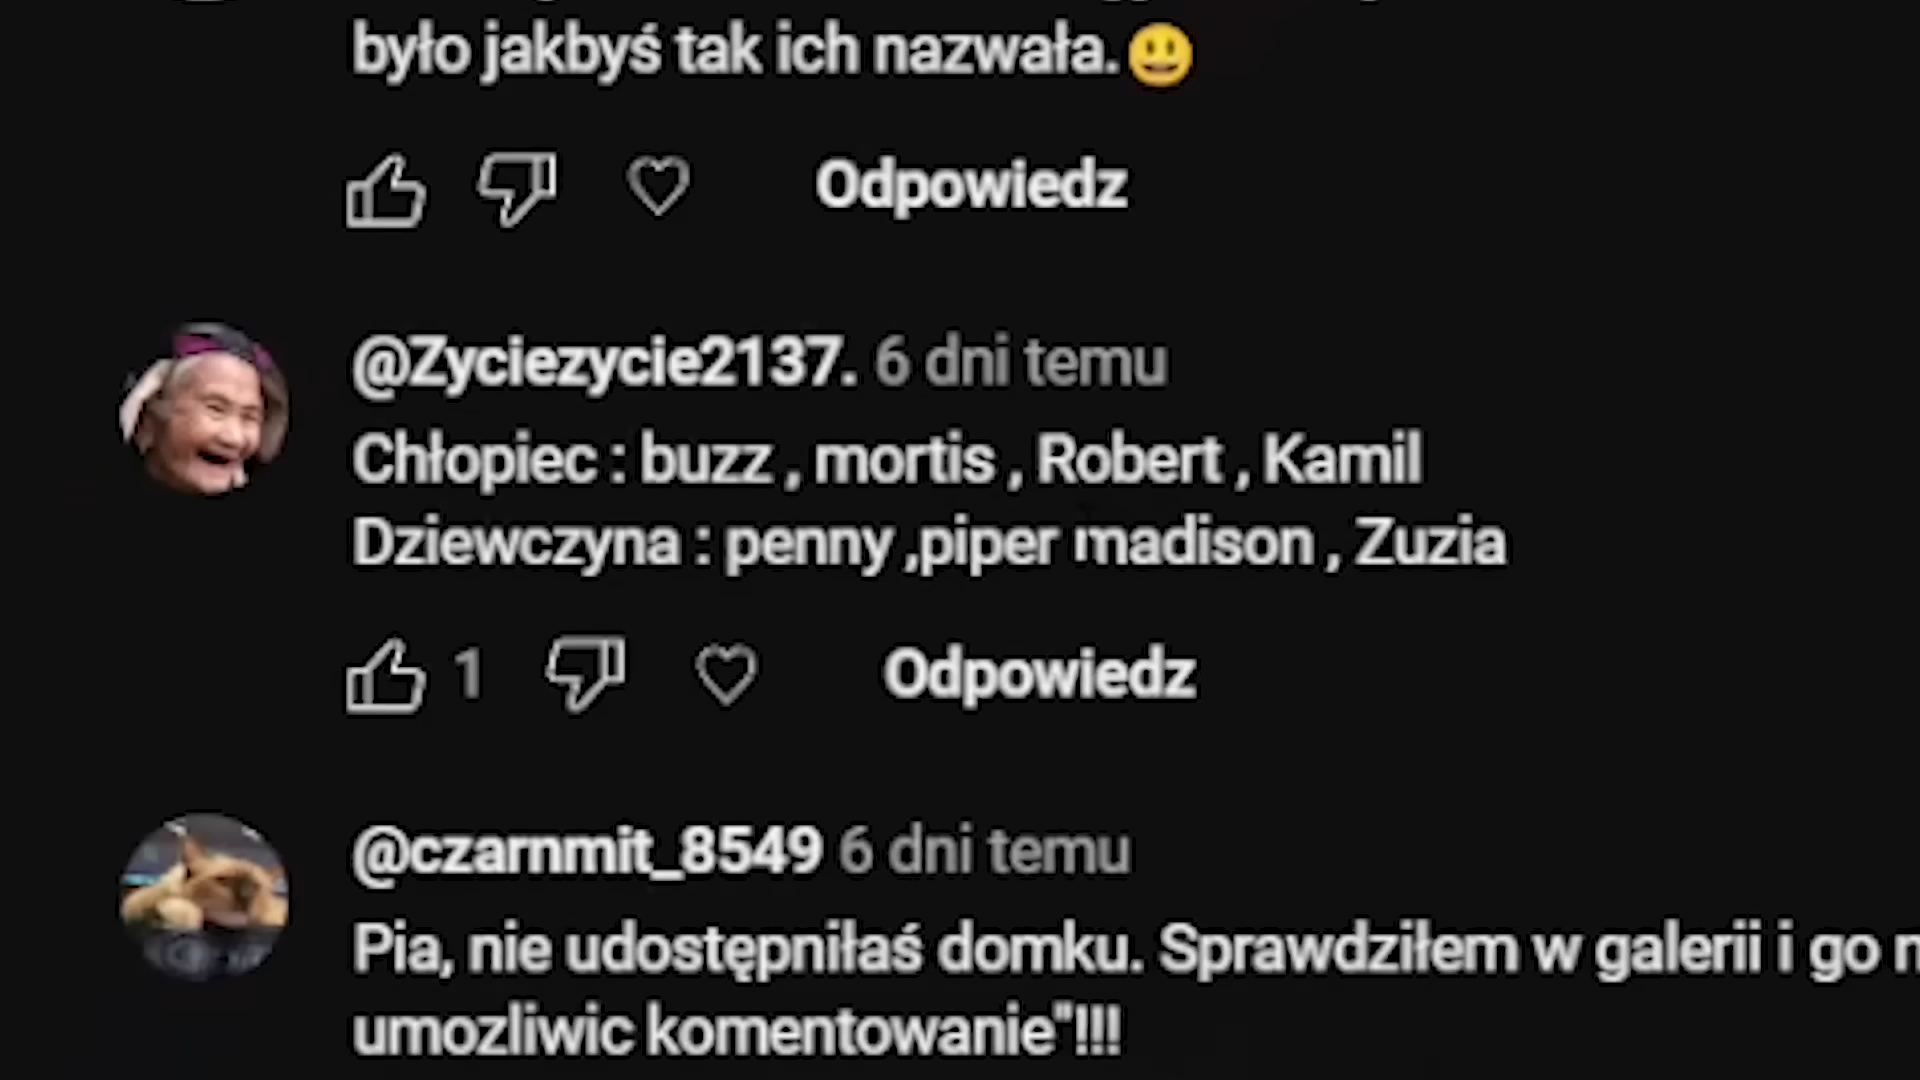 było jakbyś tak ich nazwała.😃
Odpowiedz
@Zyciezycie2137. 6 dni temu
Chłopiec : buzz , mortis , Robert , Kamil
Dziewczyna : penny ,piper madison , Zuzia
1 Odpowiedz
@czarnmit_8549 6 dni temu
Pia, nie udostępniłaś domku. Sprawdziłem w galerii i go
umozliwic komentowanie"!!!